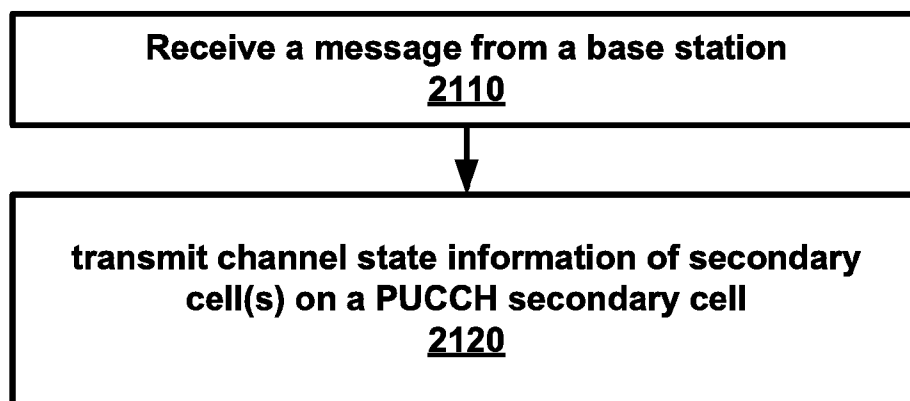 Receive a message from a base station
2110
transmit channel state information of secondary
cell(s) on a PUCCH secondary cell
2120